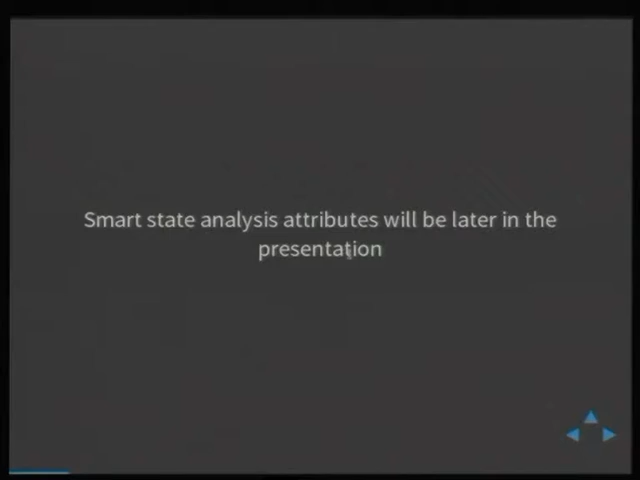 Smart state analysis attributes will be later in the
presentation